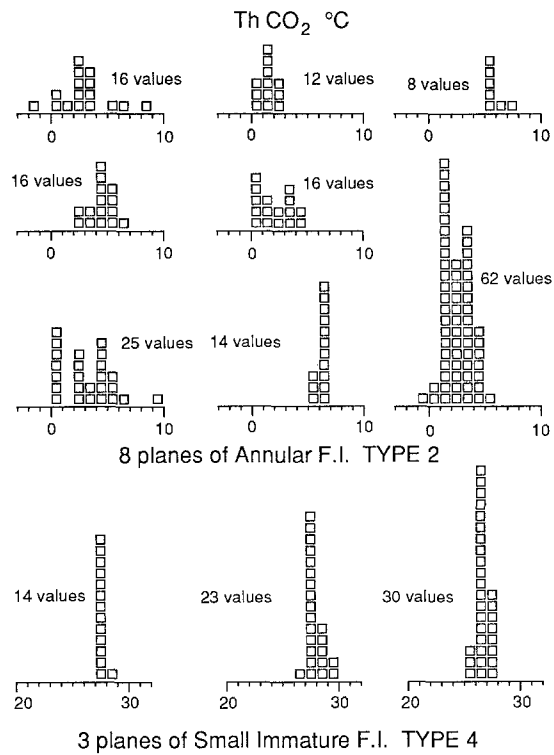 Th CO2 °C
16 values
12 values
8 values
0 10
0 10
0 10
16 values
16 values
62 values
0 10
0 10
25 values
14 values
0 10
0 10
0 10
8 planes of Annular F.I. TYPE 2
14 values
23 values
30 values
20 30
20 30
20 30
3 planes of Small Immature F.I. TYPE 4